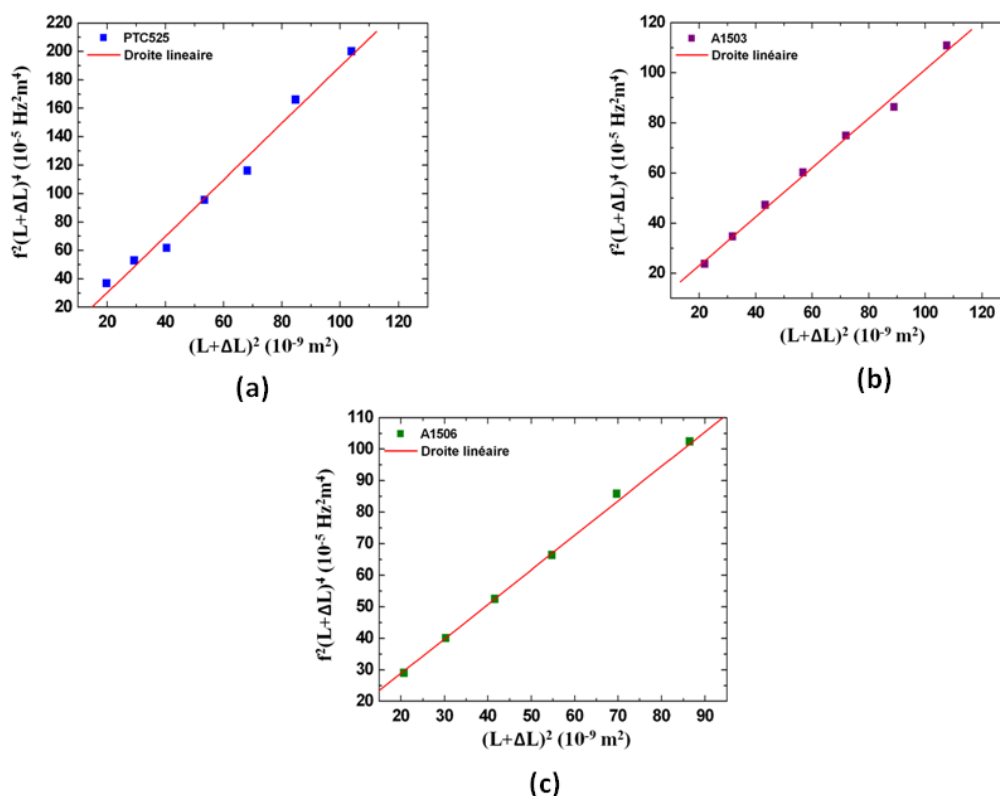 PTC525
Droite lineaire
220
200
180
160
140
120
100
80
60
40
20
20 40 60 80 100 120
f²(L+ΔL)⁴ (10⁻⁵ Hz²m⁴)
(L+ΔL)² (10⁻⁹ m²)
(a)
A1503
Droite linéaire
120
100
80
60
40
20
20 40 60 80 100 120
f²(L+ΔL)⁴ (10⁻⁵ Hz²m⁴)
(L+ΔL)² (10⁻⁹ m²)
(b)
A1506
Droite linéaire
110
100
90
80
70
60
50
40
30
20
20 30 40 50 60 70 80 90
f²(L+ΔL)⁴ (10⁻⁵ Hz²m⁴)
(L+ΔL)² (10⁻⁹ m²)
(c)